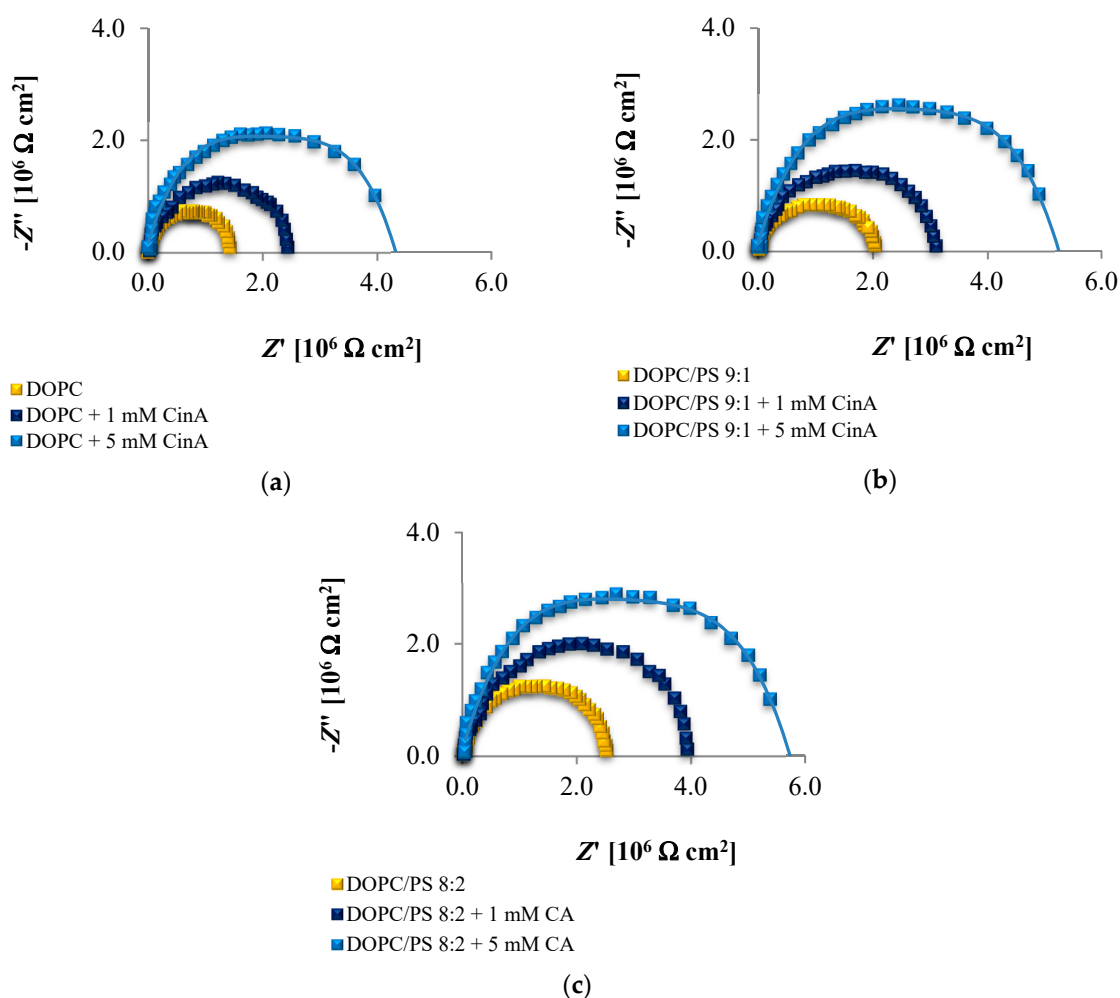 4.0
2.0
0.0
0.0 2.0 4.0 6.0
-Z'' [10⁶ Ω cm²]
Z' [10⁶ Ω cm²]
DOPC
DOPC + 1 mM CinA
DOPC + 5 mM CinA
(a)
4.0
2.0
0.0
0.0 2.0 4.0 6.0
-Z'' [10⁶ Ω cm²]
Z' [10⁶ Ω cm²]
DOPC/PS 9:1
DOPC/PS 9:1 + 1 mM CinA
DOPC/PS 9:1 + 5 mM CinA
(b)
4.0
2.0
0.0
0.0 2.0 4.0 6.0
-Z'' [10⁶ Ω cm²]
Z' [10⁶ Ω cm²]
DOPC/PS 8:2
DOPC/PS 8:2 + 1 mM CA
DOPC/PS 8:2 + 5 mM CA
(c)